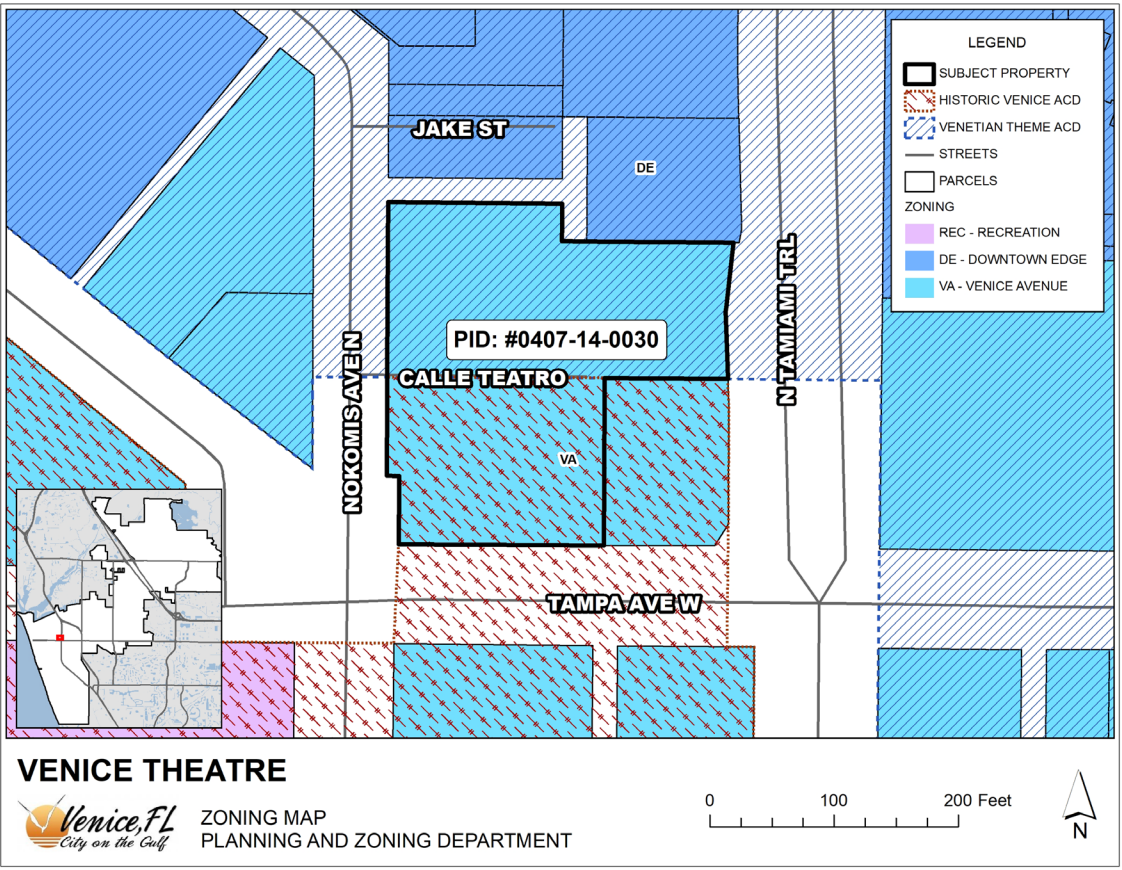 LEGEND
SUBJECT PROPERTY
HISTORIC VENICE ACD
VENETIAN THEME ACD
STREETS
PARCELS
ZONING
REC - RECREATION
DE - DOWNTOWN EDGE
VA - VENICE AVENUE
JAKE ST
DE
N TAMIAMI TRL
PID: #0407-14-0030
CALLE TEATRO
NOKOMIS AVE N
VA
TAMPA AVE W
VENICE THEATRE
Venice, FL
City on the Gulf
ZONING MAP
PLANNING AND ZONING DEPARTMENT
0 100 200 Feet
N